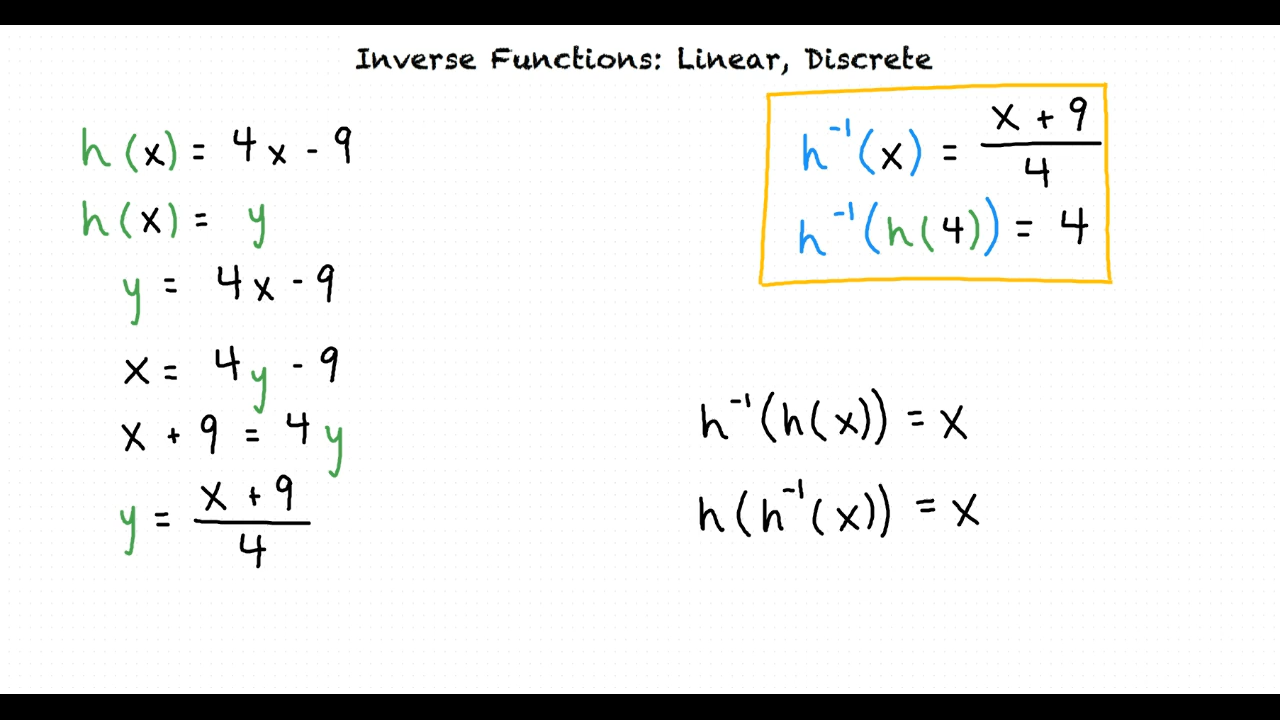 Inverse Functions: Linear, Discrete
h(x) = 4x - 9
h(x) = y
y = 4x - 9
x = 4y - 9
x + 9 = 4y
y = x + 9 / 4
h⁻¹(x) = x + 9 / 4
h⁻¹(h(4)) = 4
h⁻¹(h(x)) = x
h(h⁻¹(x)) = x